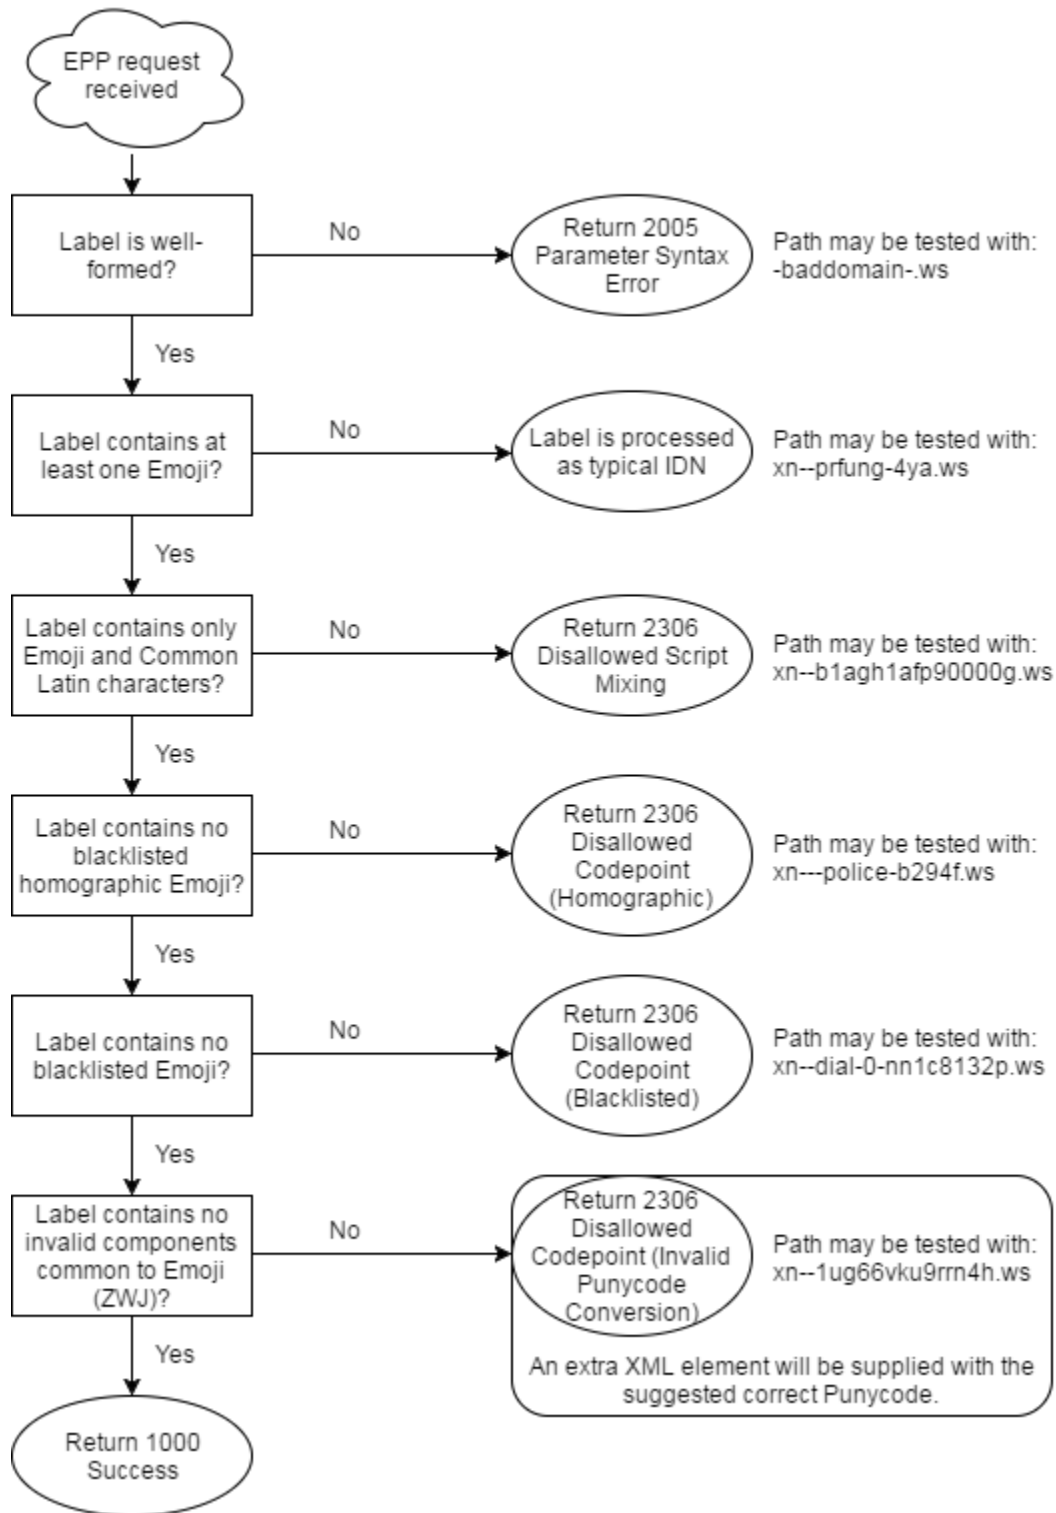 EPP request
received
Label is well-
formed?
No
Return 2005
Parameter Syntax
Error
Path may be tested with:
-baddomain-.ws
Yes
Label contains at
least one Emoji?
No
Label is processed
as typical IDN
Path may be tested with:
xn--prfung-4ya.ws
Yes
Label contains only
Emoji and Common
Latin characters?
No
Return 2306
Disallowed Script
Mixing
Path may be tested with:
xn--b1agh1afp90000g.ws
Yes
Label contains no
blacklisted
homographic Emoji?
No
Return 2306
Disallowed
Codepoint
(Homographic)
Path may be tested with:
xn---police-b294f.ws
Yes
Label contains no
blacklisted Emoji?
No
Return 2306
Disallowed
Codepoint
(Blacklisted)
Path may be tested with:
xn--dial-0-nn1c8132p.ws
Yes
Label contains no
invalid components
common to Emoji
(ZWJ)?
No
Return 2306
Disallowed
Codepoint (Invalid
Punycode
Conversion)
Path may be tested with:
xn--1ug66vku9rrn4h.ws
An extra XML element will be supplied with the
suggested correct Punycode.
Yes
Return 1000
Success